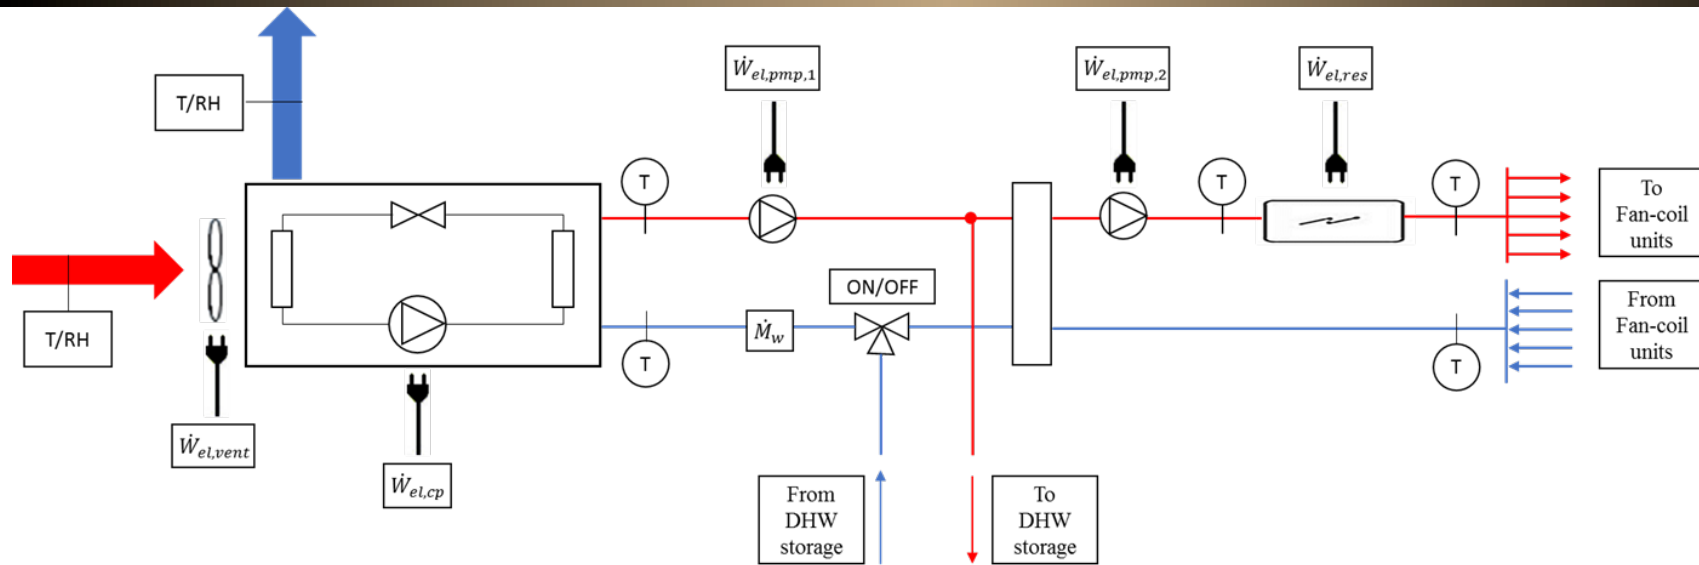 Ẇel,pmp,1
Ẇel,pmp,2
Ẇel,res
T/RH
T
T
T
To
Fan-coil
units
ON/OFF
From
Fan-coil
units
T/RH
Ṁw
T
T
Ẇel,vent
Ẇel,cp
From
DHW
storage
To
DHW
storage